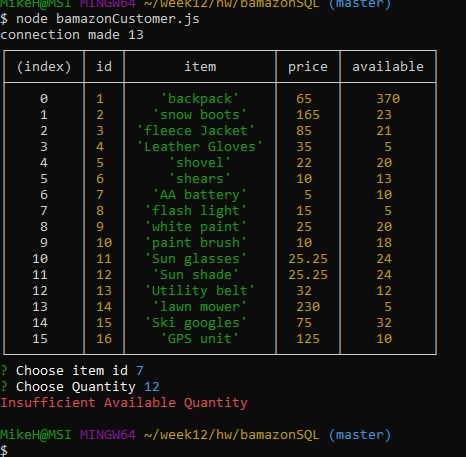 MikeH@MSI MINGW64 ~/week12/hw/bamazonSQL (master)
$ node bamazonCustomer.js
connection made 13
(index) id item price available
0 1 'backpack' 65 370
1 2 'snow boots' 165 23
2 3 'fleece Jacket' 85 21
3 4 'Leather Gloves' 35 5
4 5 'shovel' 22 20
5 6 'shears' 10 13
6 7 'AA battery' 5 10
7 8 'flash light' 15 5
8 9 'white paint' 25 20
9 10 'paint brush' 10 18
10 11 'Sun glasses' 25.25 24
11 12 'Sun shade' 25.25 24
12 13 'Utility belt' 32 12
13 14 'lawn mower' 230 5
14 15 'Ski googles' 75 32
15 16 'GPS unit' 125 10
? Choose item id 7
? Choose Quantity 12
Insufficient Available Quantity
MikeH@MSI MINGW64 ~/week12/hw/bamazonSQL (master)
$